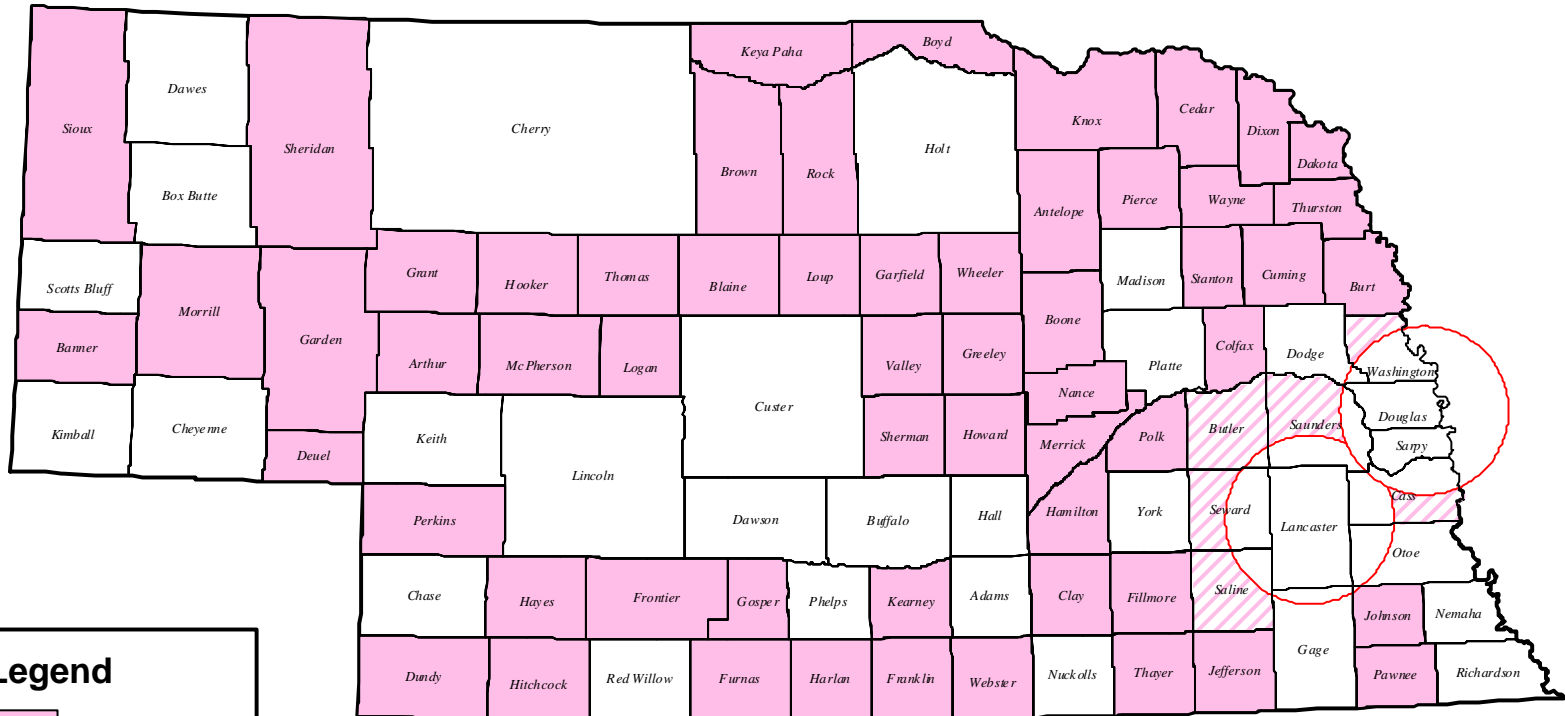 Keya Paha
Boyd
Dawes
Sioux
Sheridan
Cherry
Holt
Knox
Cedar
Dixon
Dakota
Box Butte
Brown
Rock
Antelope
Pierce
Wayne
Thurston
Scotts Bluff
Morrill
Grant
Hooker
Thomas
Blaine
Loup
Garfield
Wheeler
Madison
Stanton
Cuming
Burt
Banner
Garden
Arthur
McPherson
Logan
Valley
Greeley
Boone
Platte
Colfax
Dodge
Washington
Kimball
Cheyenne
Deuel
Keith
Lincoln
Custer
Sherman
Howard
Nance
Merrick
Polk
Butler
Saunders
Douglas
Sarpy
Perkins
Dawson
Buffalo
Hall
Hamilton
York
Seward
Lancaster
Cass
Otoe
Chase
Hayes
Frontier
Gosper
Phelps
Kearney
Adams
Clay
Fillmore
Saline
Johnson
Nemaha
Dundy
Hitchcock
Red Willow
Furnas
Harlan
Franklin
Webster
Nuckolls
Thayer
Jefferson
Gage
Pawnee
Richardson
Legend